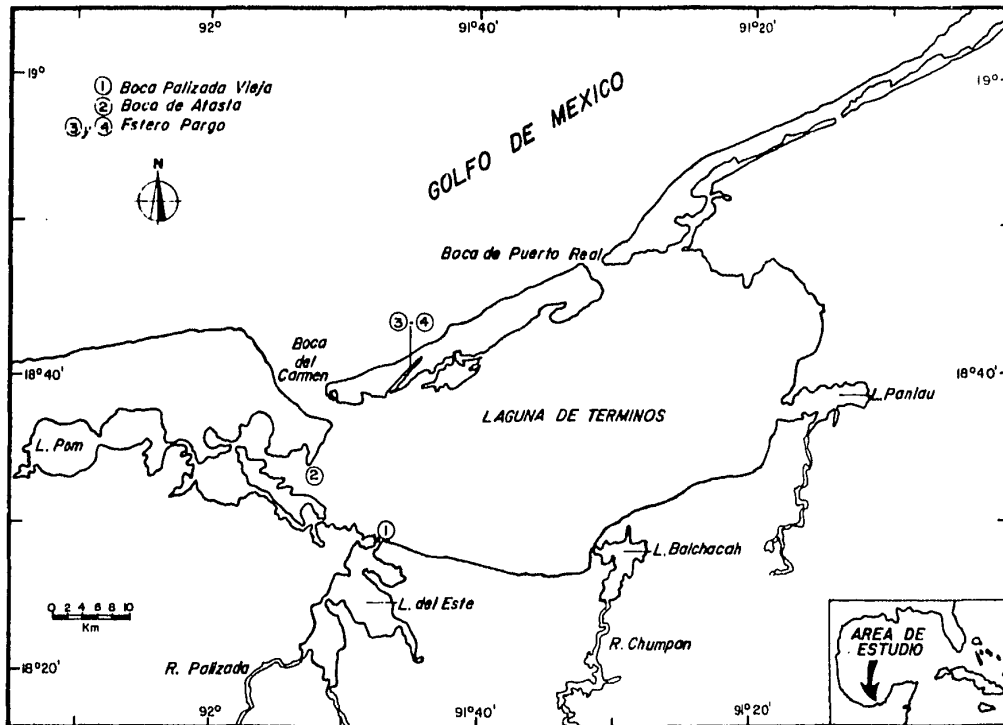 92°
91°40'
91°20'
19°
19°
① Boca Palizada Vieja
② Boca de Atasta
③, ④ Estero Pargo
N
GOLFO DE MEXICO
Boca de Puerto Real
③-④
Boca
del
Carmen
18°40'
18°40'
L. Panlau
LAGUNA DE TERMINOS
L. Pom
②
①
L. Balchacah
0 2 4 6 8 10
Km
L. del Este
R. Chumpan
AREA DE
ESTUDIO
18°20'
R. Palizada
92°
91°40'
91°20'